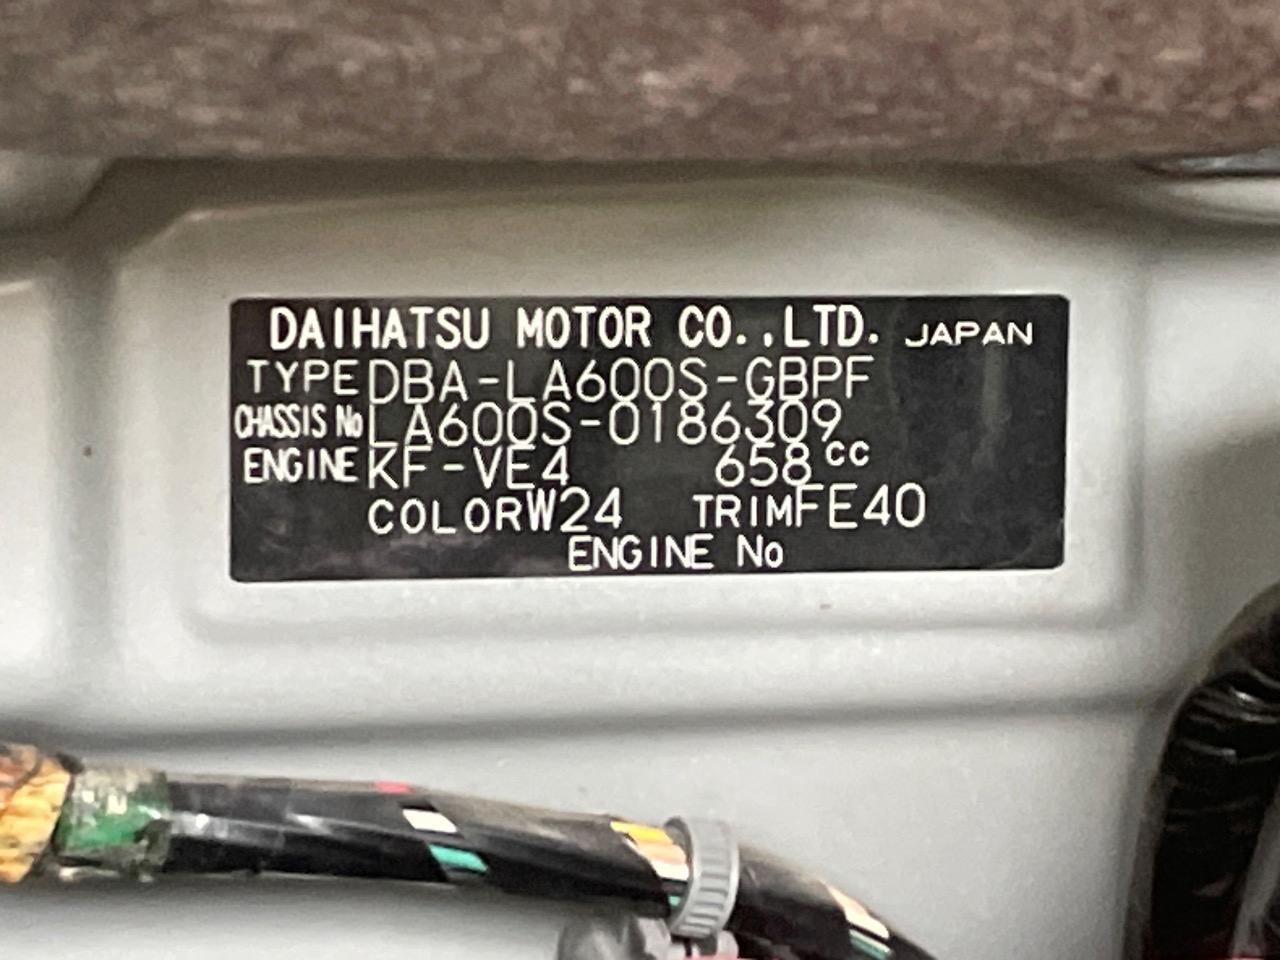 DAIHATSU MOTOR CO.,LTD. JAPAN
TYPE DBA-LA600S-GBPF
CHASSIS No LA600S-0186309
ENGINE KF-VE4 658cc
COLOR W24 TRIM FE40
ENGINE No